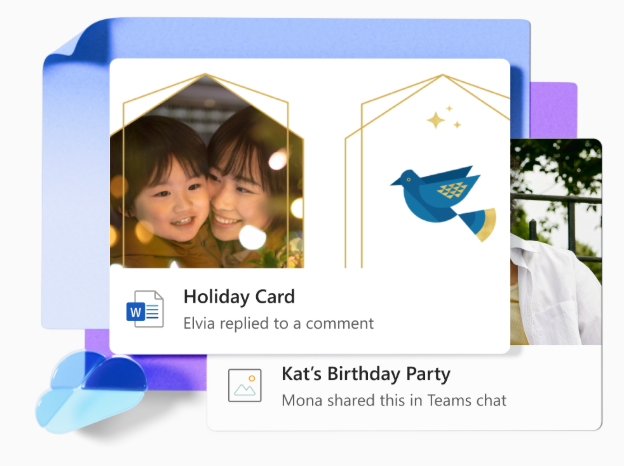 Holiday Card
W
Elvia replied to a comment
Kat's Birthday Party
Mona shared this in Teams chat